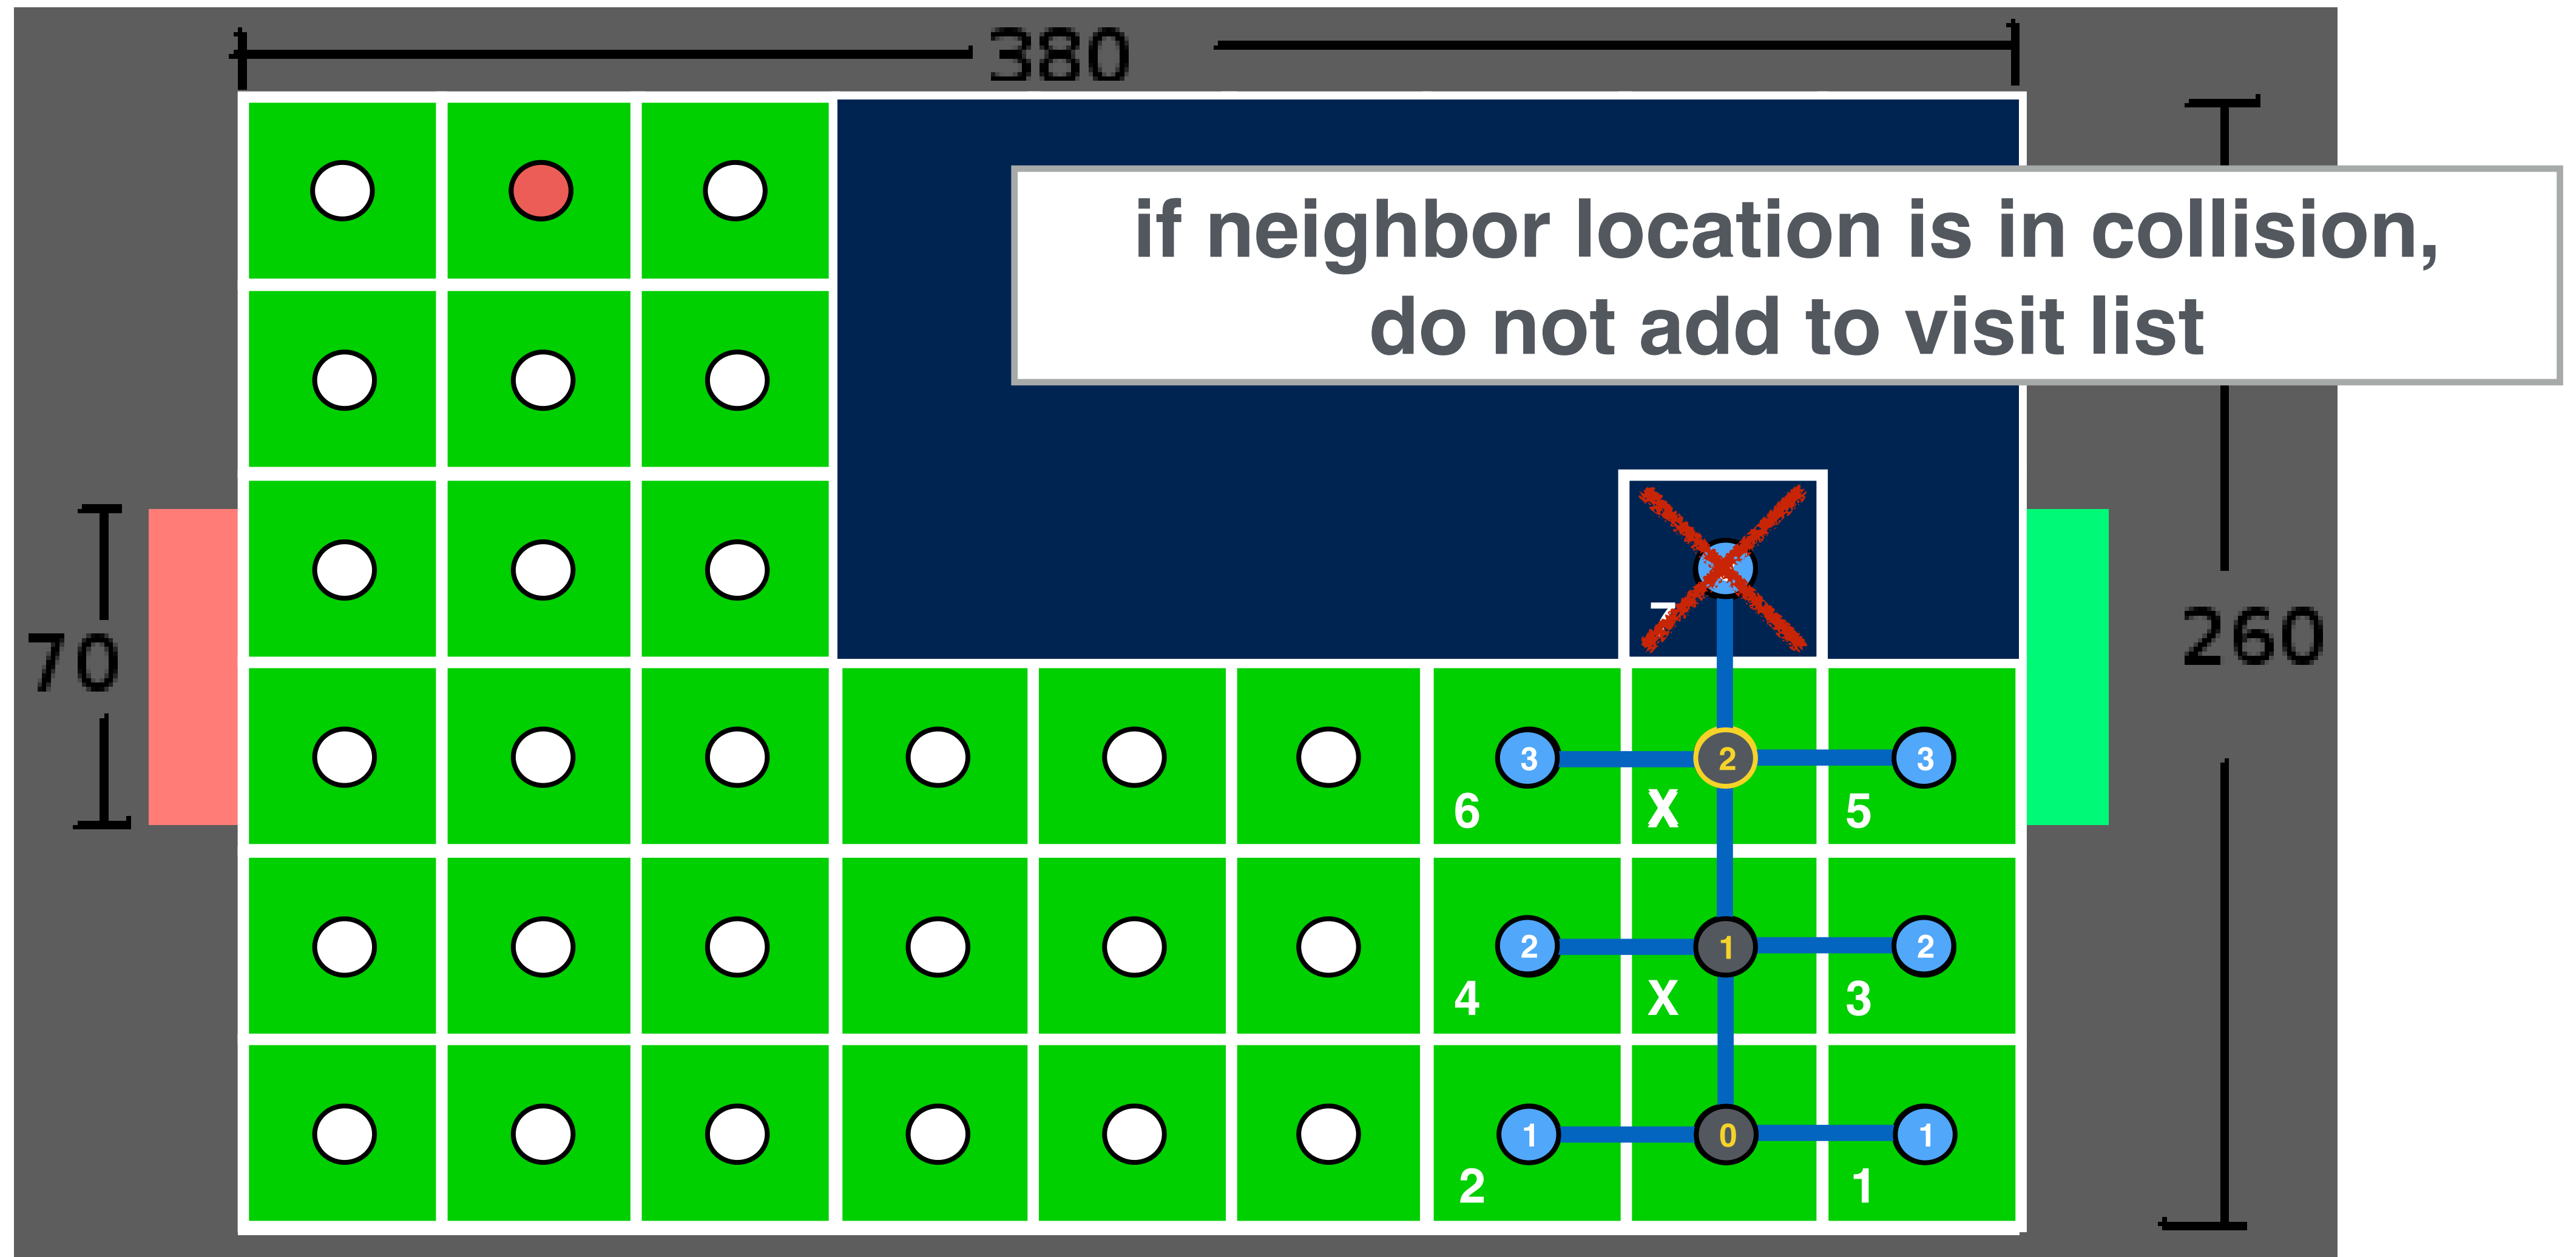 380
if neighbor location is in collision,
do not add to visit list
7
70
260
3 2 3
6 X 5
2 1 2
4 X 3
1 0 1
2 1